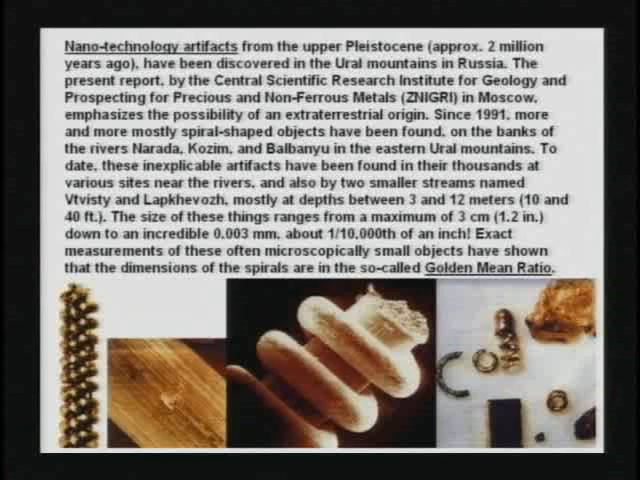 Nano-technology artifacts from the upper Pleistocene (approx. 2 million
years ago), have been discovered in the Ural mountains in Russia. The
present report, by the Central Scientific Research Institute for Geology and
Prospecting for Precious and Non-Ferrous Metals (ZNIGRI) in Moscow,
emphasizes the possibility of an extraterrestrial origin. Since 1991, more
and more mostly spiral-shaped objects have been found, on the banks of
the rivers Narada, Kozim, and Balbanyu in the eastern Ural mountains. To
date, these inexplicable artifacts have been found in their thousands at
various sites near the rivers, and also by two smaller streams named
Vtvisty and Lapkhevozh, mostly at depths between 3 and 12 meters (10 and
40 ft.). The size of these things ranges from a maximum of 3 cm (1.2 in.)
down to an incredible 0.003 mm, about 1/10,000th of an inch! Exact
measurements of these often microscopically small objects have shown
that the dimensions of the spirals are in the so-called Golden Mean Ratio.